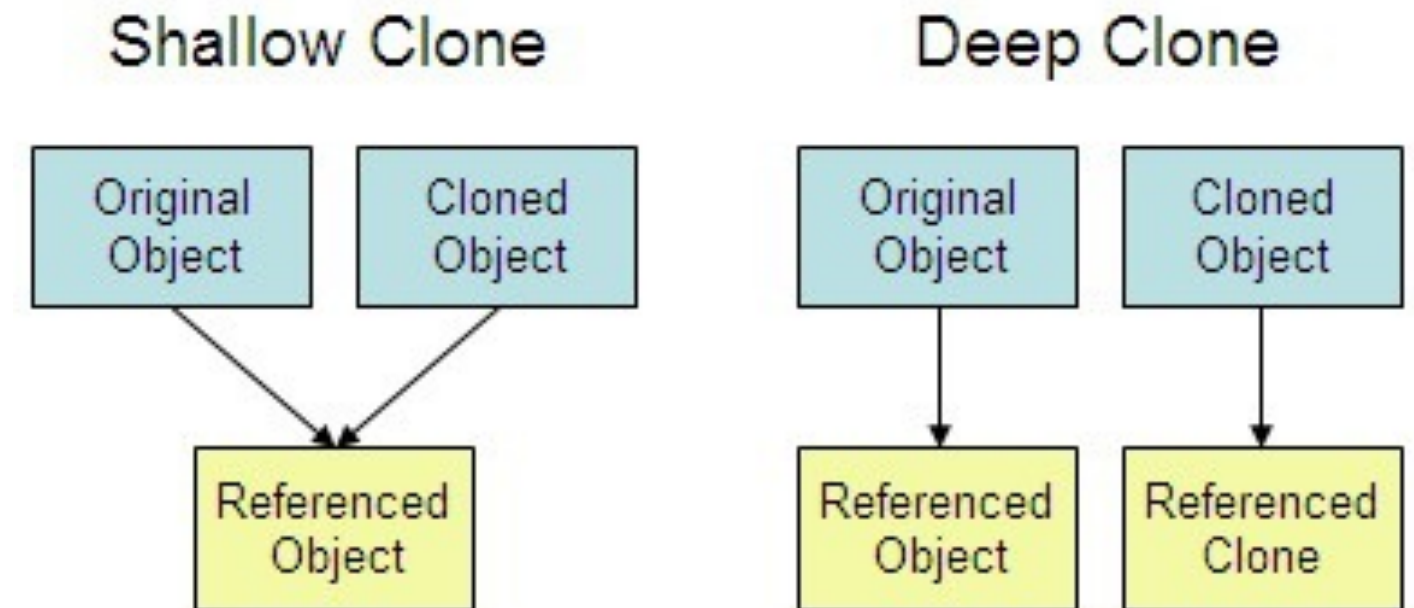 Shallow Clone
Original
Object
Cloned
Object
Referenced
Object
Deep Clone
Original
Object
Cloned
Object
Referenced
Object
Referenced
Clone